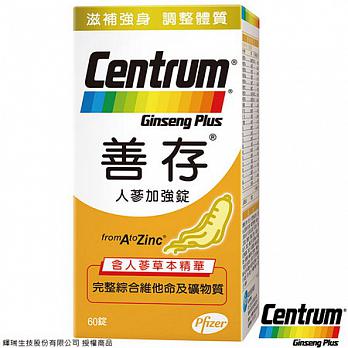 滋補強身 調整體質
Centrum®
Ginseng Plus
善存®
人蔘加強錠
from A to Zinc®
含人蔘草本精華
完整綜合維他命及礦物質
60錠
Pfizer
輝瑞生技股份有限公司 授權商品
Centrum®
Ginseng Plus